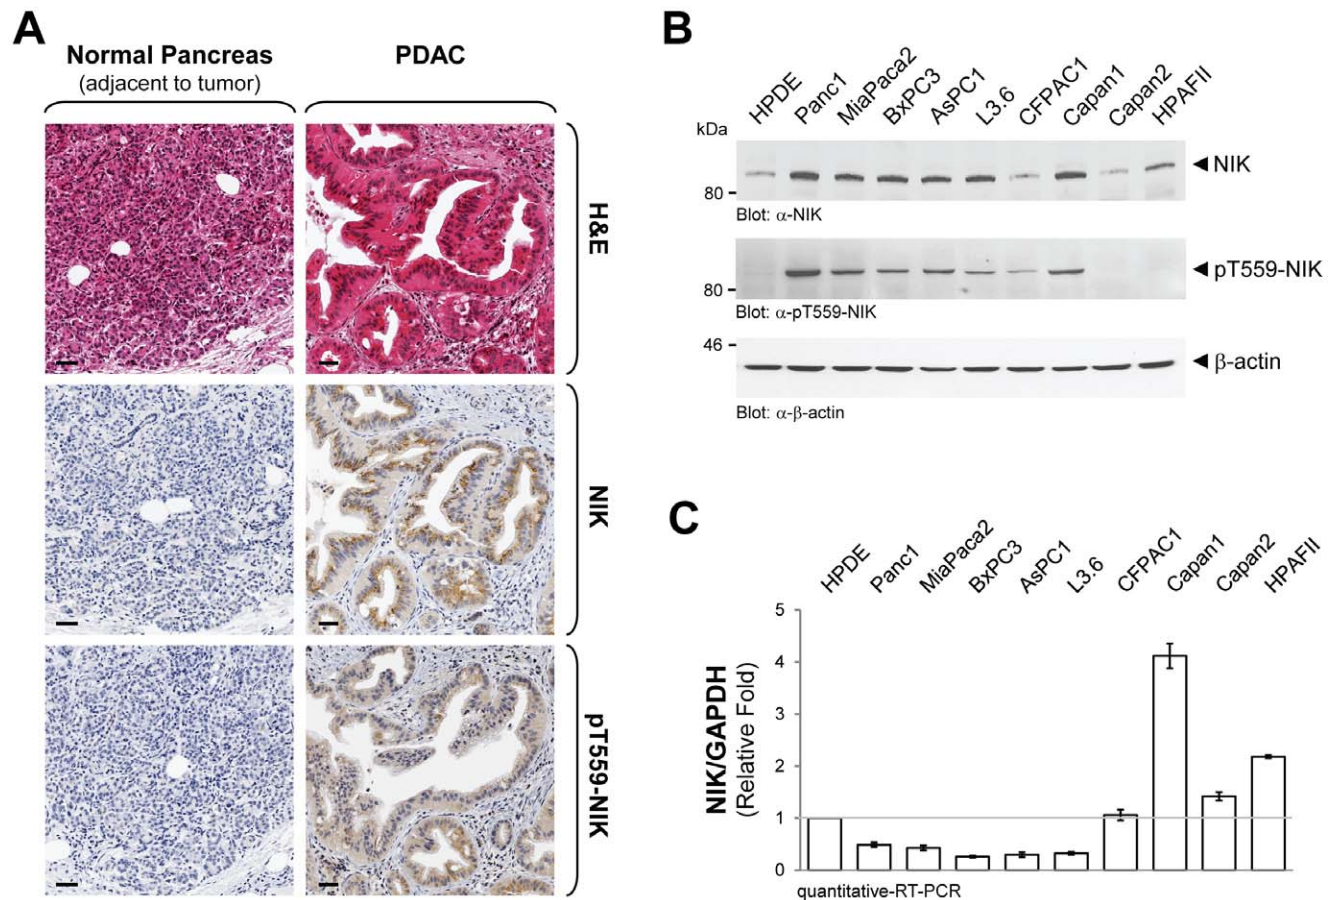 A
Normal Pancreas
(adjacent to tumor)
PDAC
H&E
NIK
pT559-NIK
B
HPDE Panc1 MiaPaca2 BxPC3 AsPC1 L3.6 CFPAC1 Capan1 Capan2 HPAFII
kDa
NIK
80
Blot: α-NIK
pT559-NIK
80
Blot: α-pT559-NIK
46
β-actin
Blot: α-β-actin
C
HPDE Panc1 MiaPaca2 BxPC3 AsPC1 L3.6 CFPAC1 Capan1 Capan2 HPAFII
NIK/GAPDH
(Relative Fold)
5
4
3
2
1
0
quantitative-RT-PCR